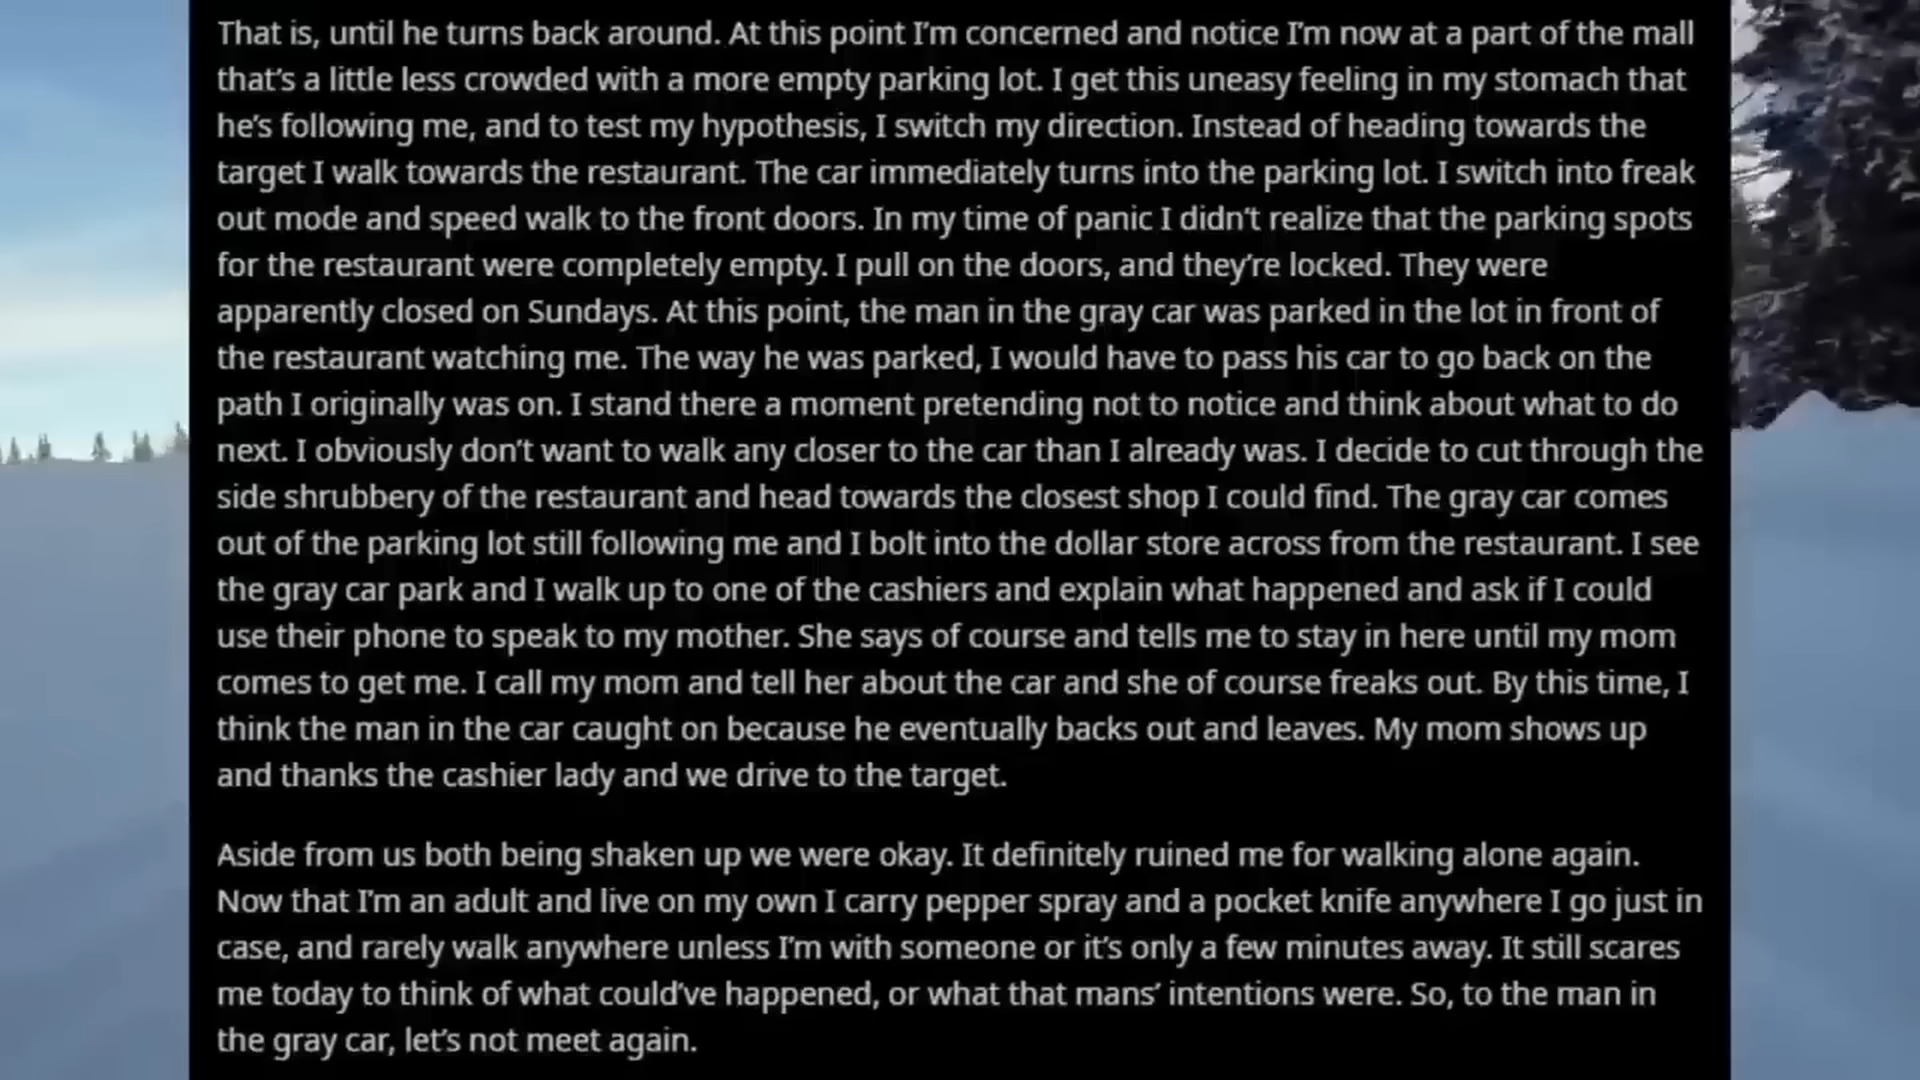 That is, until he turns back around. At this point I'm concerned and notice I'm now at a part of the mall
that's a little less crowded with a more empty parking lot. I get this uneasy feeling in my stomach that
he's following me, and to test my hypothesis, I switch my direction. Instead of heading towards the
target I walk towards the restaurant. The car immediately turns into the parking lot. I switch into freak
out mode and speed walk to the front doors. In my time of panic I didn't realize that the parking spots
for the restaurant were completely empty. I pull on the doors, and they're locked. They were
apparently closed on Sundays. At this point, the man in the gray car was parked in the lot in front of
the restaurant watching me. The way he was parked, I would have to pass his car to go back on the
path I originally was on. I stand there a moment pretending not to notice and think about what to do
next. I obviously don't want to walk any closer to the car than I already was. I decide to cut through the
side shrubbery of the restaurant and head towards the closest shop I could find. The gray car comes
out of the parking lot still following me and I bolt into the dollar store across from the restaurant. I see
the gray car park and I walk up to one of the cashiers and explain what happened and ask if I could
use their phone to speak to my mother. She says of course and tells me to stay in here until my mom
comes to get me. I call my mom and tell her about the car and she of course freaks out. By this time, I
think the man in the car caught on because he eventually backs out and leaves. My mom shows up
and thanks the cashier lady and we drive to the target.
Aside from us both being shaken up we were okay. It definitely ruined me for walking alone again.
Now that I'm an adult and live on my own I carry pepper spray and a pocket knife anywhere I go just in
case, and rarely walk anywhere unless I'm with someone or it's only a few minutes away. It still scares
me today to think of what could've happened, or what that mans' intentions were. So, to the man in
the gray car, let's not meet again.